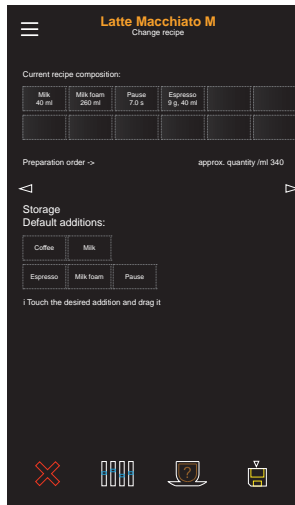 Latte Macchiato M
Change recipe
Current recipe composition:
Milk Milk foam Pause Espresso
40 ml 260 ml 7.0 s 9 g, 40 ml
Preparation order -> approx. quantity /ml 340
Storage
Default additions:
Coffee Milk
Espresso Milk foam Pause
i Touch the desired addition and drag it
?